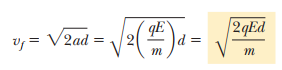 v_f = √(2ad) = √(2(qE/m)d) = √(2qEd/m)